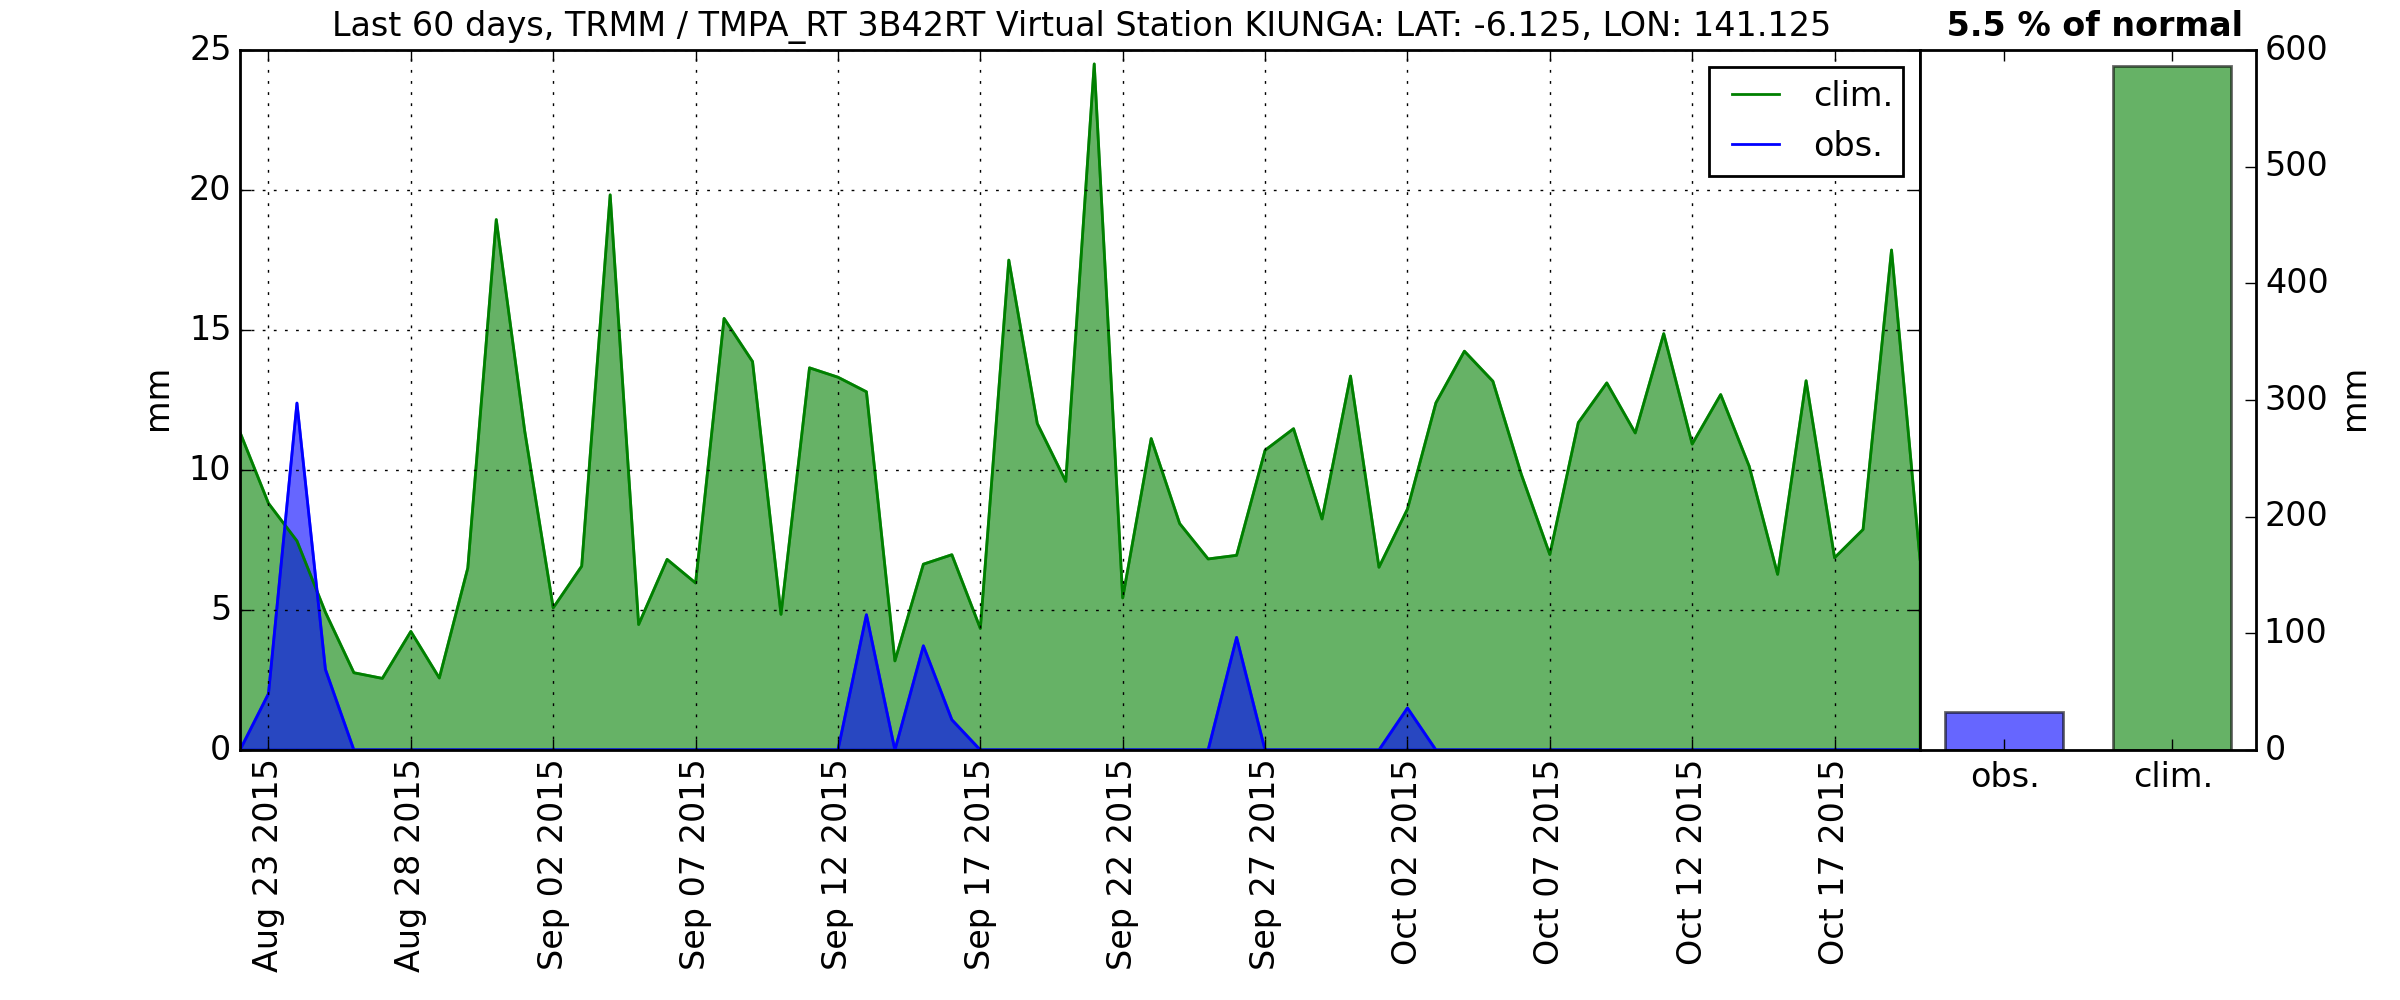 Last 60 days, TRMM / TMPA_RT 3B42RT Virtual Station KIUNGA: LAT: -6.125, LON: 141.125
5.5 % of normal
25
20
15
10
5
0
mm
clim.
obs.
600
500
400
300
200
100
0
mm
Aug 23 2015
Aug 28 2015
Sep 02 2015
Sep 07 2015
Sep 12 2015
Sep 17 2015
Sep 22 2015
Sep 27 2015
Oct 02 2015
Oct 07 2015
Oct 12 2015
Oct 17 2015
obs.
clim.